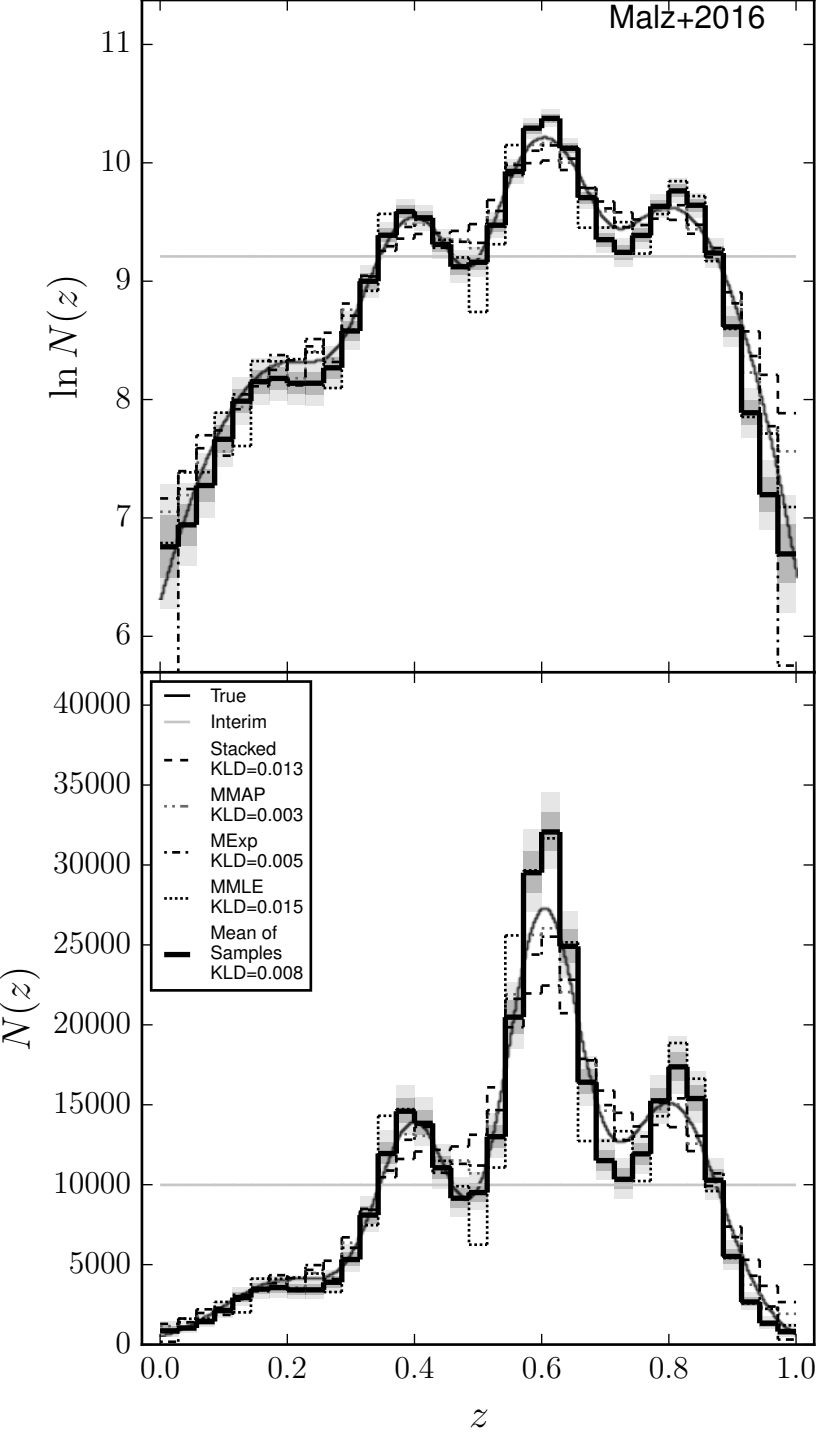 Malz+2016
11
10
9
8
7
6
ln N(z)
40000
35000
30000
25000
20000
15000
10000
5000
0
N(z)
True
Interim
Stacked
KLD=0.013
MMAP
KLD=0.003
MExp
KLD=0.005
MMLE
KLD=0.015
Mean of
Samples
KLD=0.008
0.0 0.2 0.4 0.6 0.8 1.0
z